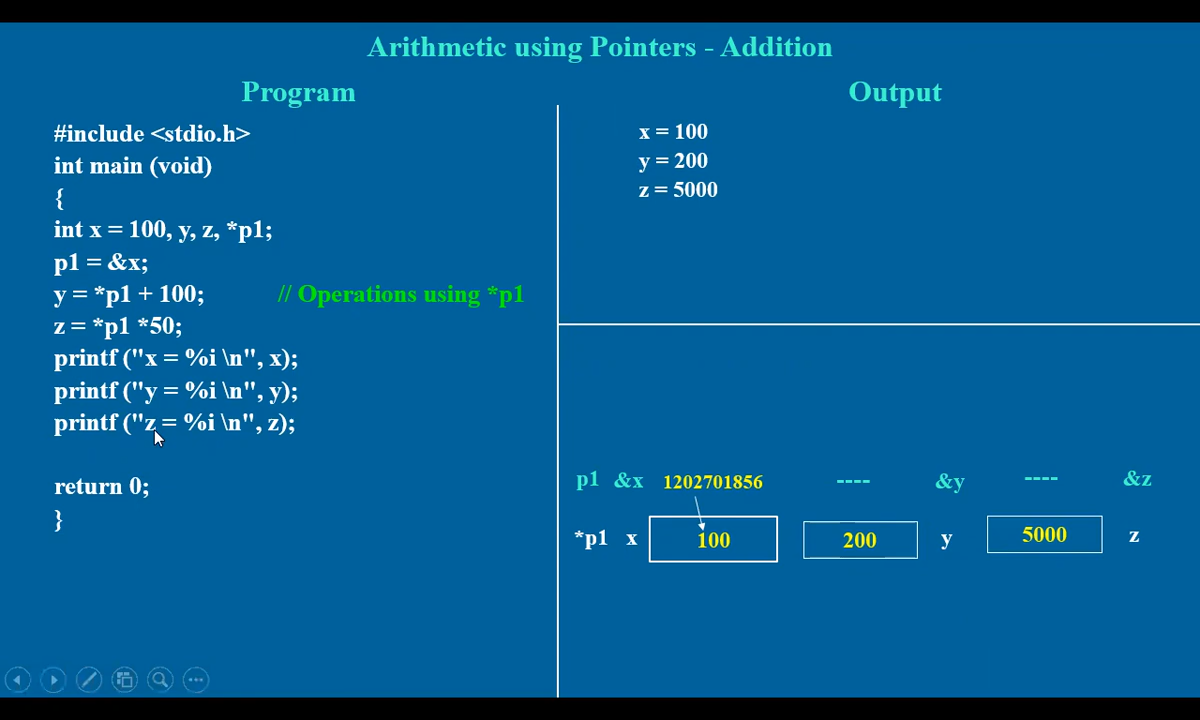 Arithmetic using Pointers - Addition
Program
#include <stdio.h>
int main (void)
{
int x = 100, y, z, *p1;
p1 = &x;
y = *p1 + 100; // Operations using *p1
z = *p1 *50;
printf ("x = %i \n", x);
printf ("y = %i \n", y);
printf ("z = %i \n", z);
return 0;
}
Output
x = 100
y = 200
z = 5000
p1 &x 1202701856 ---- &y ---- &z
*p1 x 100 200 y 5000 z